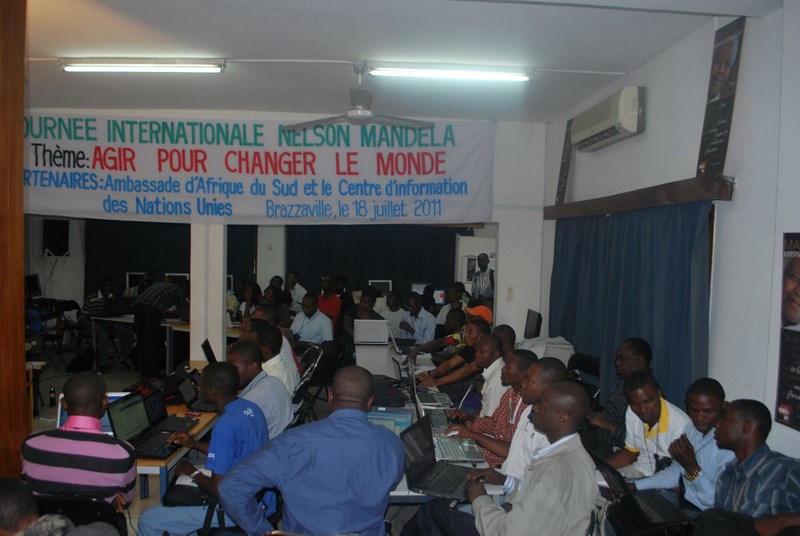 OURNEE INTERNATIONALE NELSON MANDELA
Thème: AGIR POUR CHANGER LE MONDE
RTENAIRES: Ambassade d'Afrique du Sud et le Centre d'information
des Nations Unies Brazzaville, le 18 juillet 2011